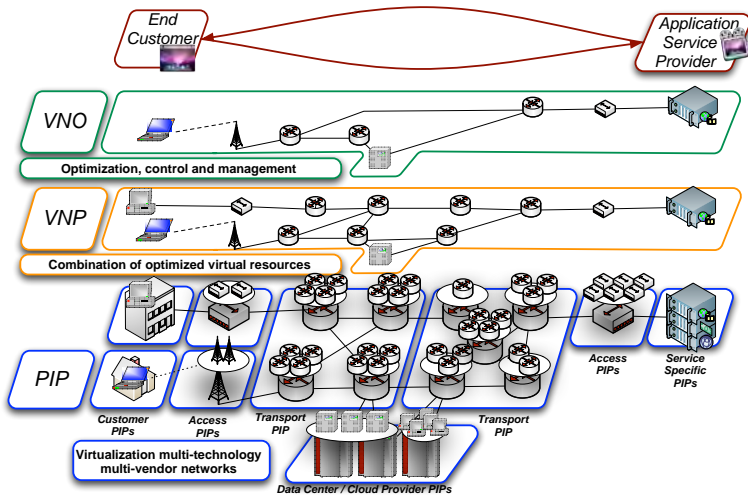 End
Customer
Application
Service
Provider
VNO
Optimization, control and management
VNP
Combination of optimized virtual resources
PIP
Customer
PIPs
Access
PIPs
Transport
PIP
Transport
PIP
Access
PIPs
Service
Specific
PIPs
Virtualization multi-technology
multi-vendor networks
Data Center / Cloud Provider PIPs